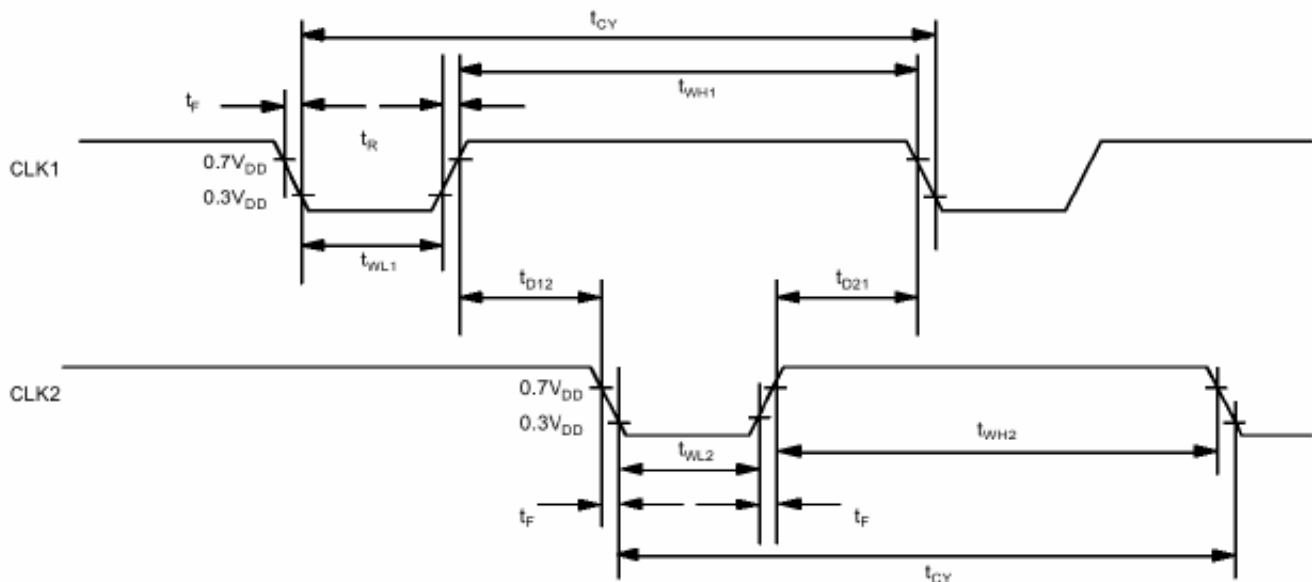 tCY
tWH1
tF
tR
CLK1
0.7VDD
0.3VDD
tWL1
tD12
tD21
CLK2
0.7VDD
0.3VDD
tWL2
tWH2
tF
tF
tCY